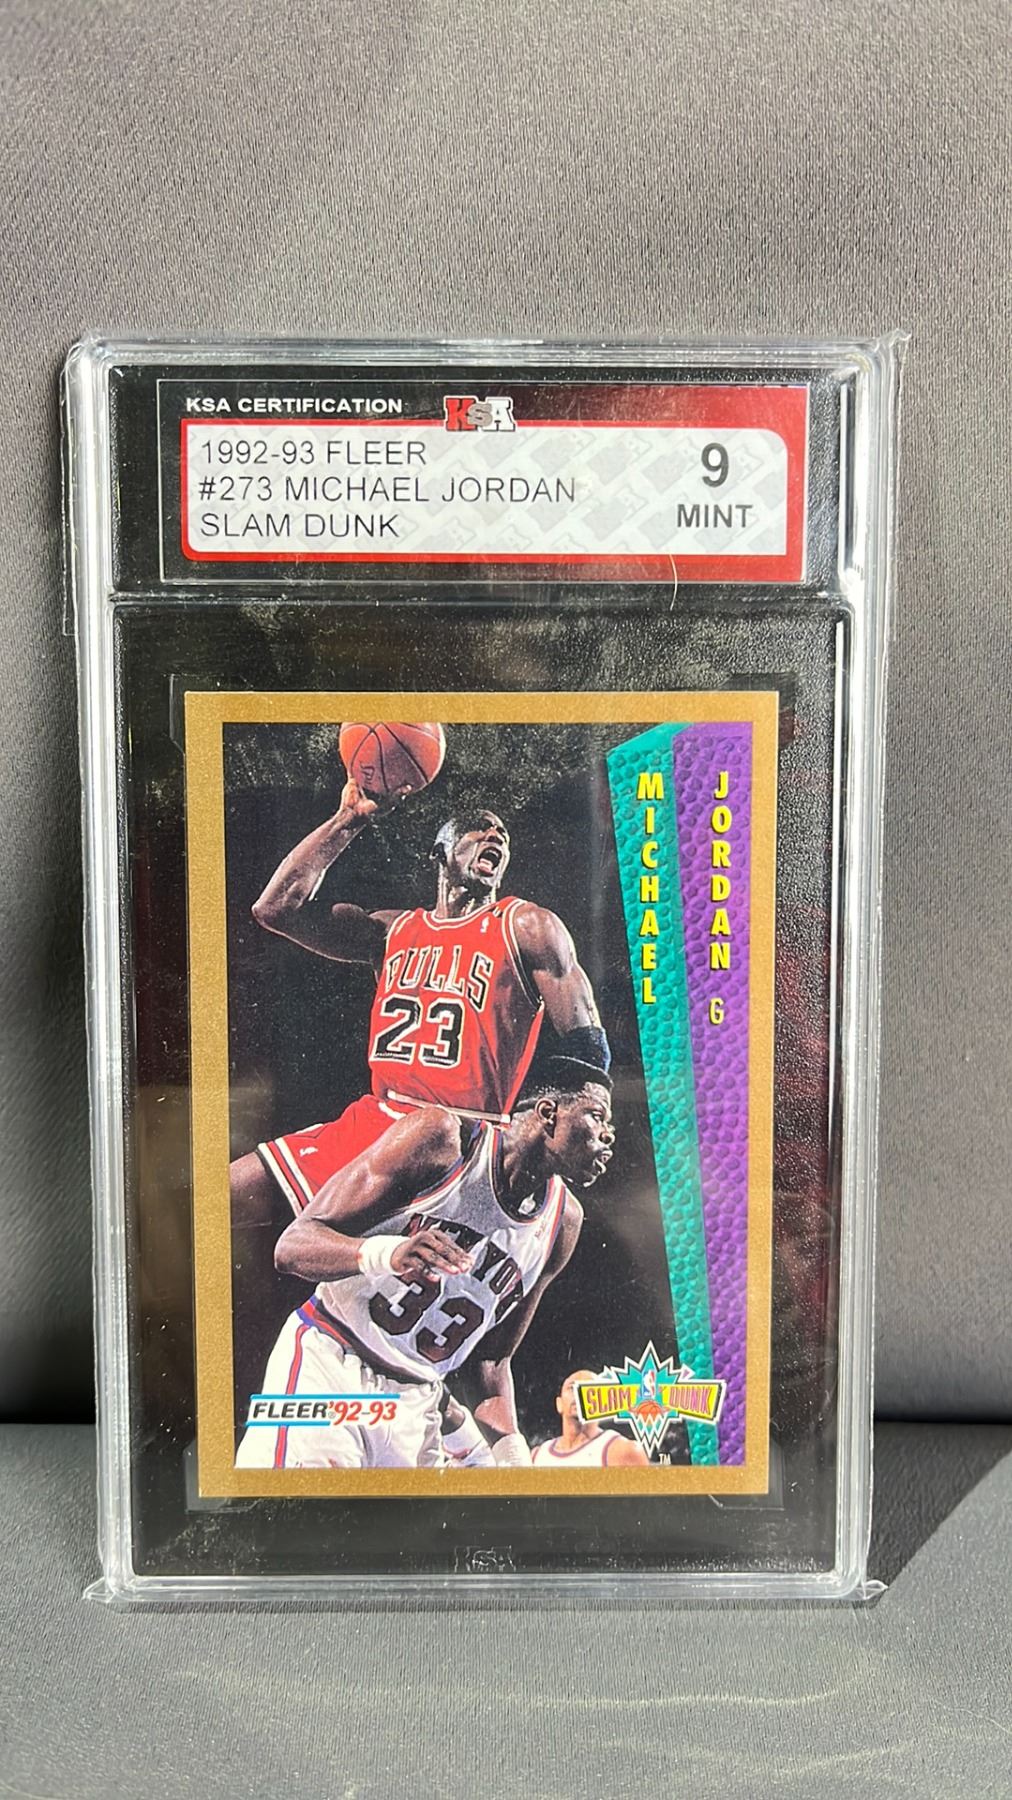 KSA CERTIFICATION
KSA
1992-93 FLEER
#273 MICHAEL JORDAN
SLAM DUNK
9
MINT
MICHAEL
JORDAN G
BULLS
23
NEW YORK
33
FLEER '92-93
SLAM DUNK
TM
KSA